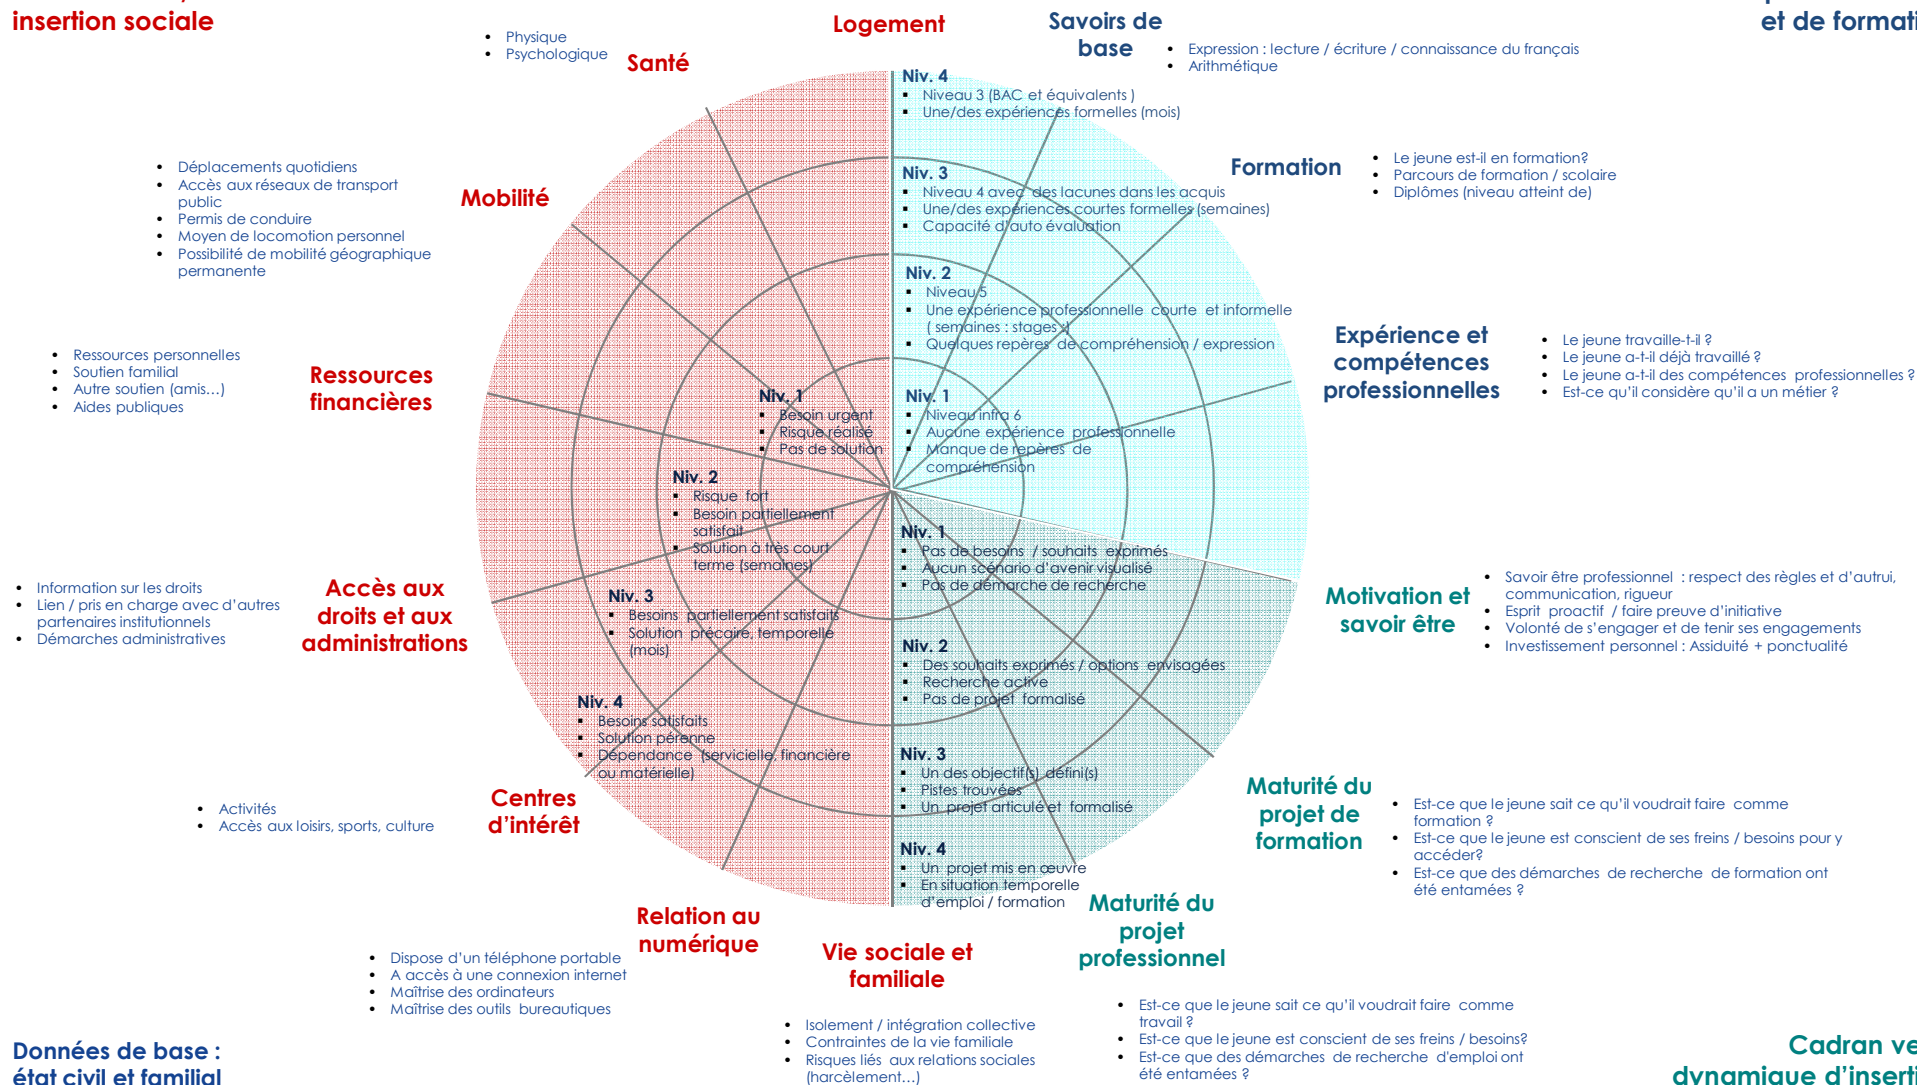 insertion sociale
et de formati
Logement
Savoirs de
base
• Expression : lecture / écriture / connaissance du français
• Arithmétique
• Physique
• Psychologique
Santé
Niv. 4
▪ Niveau 3 (BAC et équivalents )
▪ Une/des expériences formelles (mois)
Formation
• Le jeune est-il en formation?
• Parcours de formation / scolaire
• Diplômes (niveau atteint de)
• Déplacements quotidiens
• Accès aux réseaux de transport
public
• Permis de conduire
• Moyen de locomotion personnel
• Possibilité de mobilité géographique
permanente
Mobilité
Niv. 3
▪ Niveau 4 avec des lacunes dans les acquis
▪ Une/des expériences courtes formelles (semaines)
▪ Capacité d'auto évaluation
Niv. 2
▪ Niveau 5
▪ Une expérience professionnelle courte et informelle
( semaines : stages :)
▪ Quelques repères de compréhension / expression
Expérience et
compétences
professionnelles
• Le jeune travaille-t-il ?
• Le jeune a-t-il déjà travaillé ?
• Le jeune a-t-il des compétences professionnelles ?
• Est-ce qu'il considère qu'il a un métier ?
• Ressources personnelles
• Soutien familial
• Autre soutien (amis…)
• Aides publiques
Ressources
financières
Niv. 1
▪ Besoin urgent
▪ Risque réalisé
▪ Pas de solution
Niv. 1
▪ Niveau infra 6
▪ Aucune expérience professionnelle
▪ Manque de repères de
compréhension
Niv. 2
▪ Risque fort
▪ Besoin partiellement
satisfait
▪ Solution à très court
terme (semaines)
Niv. 1
▪ Pas de besoins / souhaits exprimés
▪ Aucun scénario d'avenir visualisé
▪ Pas de démarche de recherche
• Information sur les droits
• Lien / pris en charge avec d'autres
partenaires institutionnels
• Démarches administratives
Accès aux
droits et aux
administrations
Niv. 3
▪ Besoins partiellement satisfaits
▪ Solution précaire, temporelle
(mois)
Motivation et
savoir être
• Savoir être professionnel : respect des règles et d'autrui,
communication, rigueur
• Esprit proactif / faire preuve d'initiative
• Volonté de s'engager et de tenir ses engagements
• Investissement personnel : Assiduité + ponctualité
Niv. 2
▪ Des souhaits exprimés / options envisagées
▪ Recherche active
▪ Pas de projet formalisé
Niv. 4
▪ Besoins satisfaits
▪ Solution pérenne
▪ Dépendance (servicielle, financière
ou matérielle)
Niv. 3
▪ Un des objectif(s) défini(s)
▪ Pistes trouvées
▪ Un projet articulé et formalisé
• Activités
• Accès aux loisirs, sports, culture
Centres
d'intérêt
Maturité du
projet de
formation
• Est-ce que le jeune sait ce qu'il voudrait faire comme
formation ?
• Est-ce que le jeune est conscient de ses freins / besoins pour y
accéder?
• Est-ce que des démarches de recherche de formation ont
été entamées ?
Niv. 4
▪ Un projet mis en œuvre
▪ En situation temporelle
d'emploi / formation
Relation au
numérique
• Dispose d'un téléphone portable
• A accès à une connexion internet
• Maîtrise des ordinateurs
• Maîtrise des outils bureautiques
Vie sociale et
familiale
• Isolement / intégration collective
• Contraintes de la vie familiale
• Risques liés aux relations sociales
(harcèlement…)
Maturité du
projet
professionnel
• Est-ce que le jeune sait ce qu'il voudrait faire comme
travail ?
• Est-ce que le jeune est conscient de ses freins / besoins?
• Est-ce que des démarches de recherche d'emploi ont
été entamées ?
Données de base :
état civil et familial
Cadran ve
dynamique d'inserti